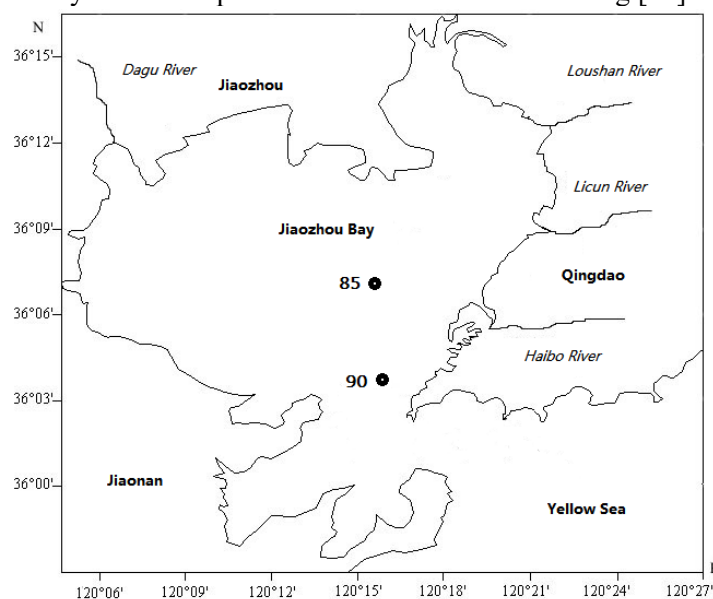 N
36°15'
Dagu River
Jiaozhou
Loushan River
36°12'
Licun River
36°09'
Jiaozhou Bay
85
Qingdao
36°06'
Haibo River
90
36°03'
36°00'
Jiaonan
Yellow Sea
120°06' 120°09' 120°12' 120°15' 120°18' 120°21' 120°24' 120°27'